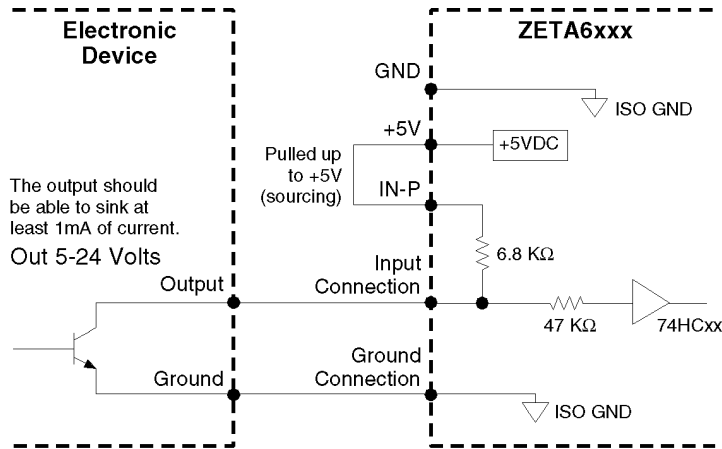 Electronic
Device
ZETA6xxx
GND
ISO GND
+5V
+5VDC
Pulled up
to +5V
(sourcing)
IN-P
The output should
be able to sink at
least 1mA of current.
Out 5-24 Volts
6.8 KΩ
Output
Input
Connection
47 KΩ
74HCxx
Ground
Ground
Connection
ISO GND